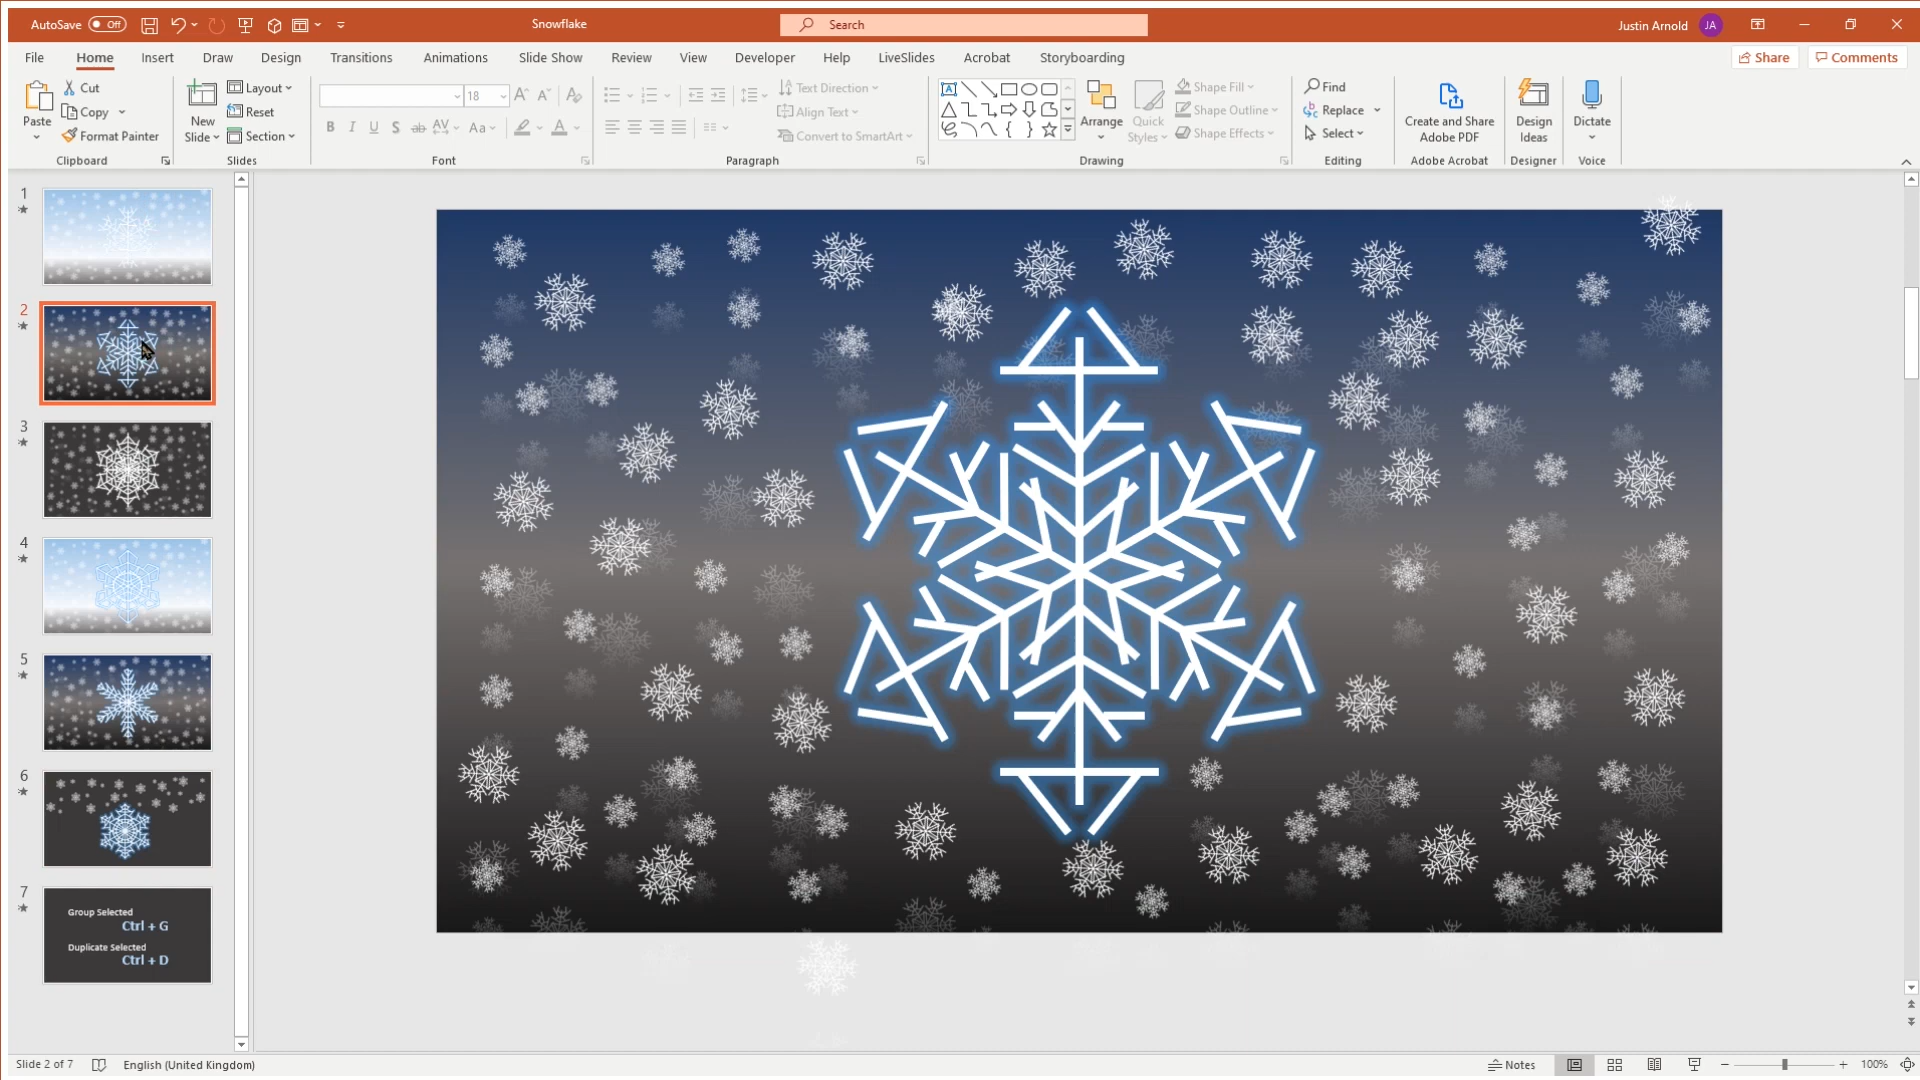 AutoSave Off Snowflake Search Justin Arnold JA
File Home Insert Draw Design Transitions Animations Slide Show Review View Developer Help LiveSlides Acrobat Storyboarding Share Comments
Paste
Cut
Copy
Format Painter
Clipboard
New
Slide
Layout
Reset
Section
Slides
18
B I U S ab AV Aa A
Font
Text Direction
Align Text
Convert to SmartArt
Paragraph
Arrange
Quick
Styles
Shape Fill
Shape Outline
Shape Effects
Drawing
Find
Replace
Select
Editing
Create and Share
Adobe PDF
Adobe Acrobat
Design
Ideas
Designer
Dictate
Voice
1
2
3
4
5
6
7
Group Selected
Ctrl + G
Duplicate Selected
Ctrl + D
Slide 2 of 7 English (United Kingdom) Notes 100%